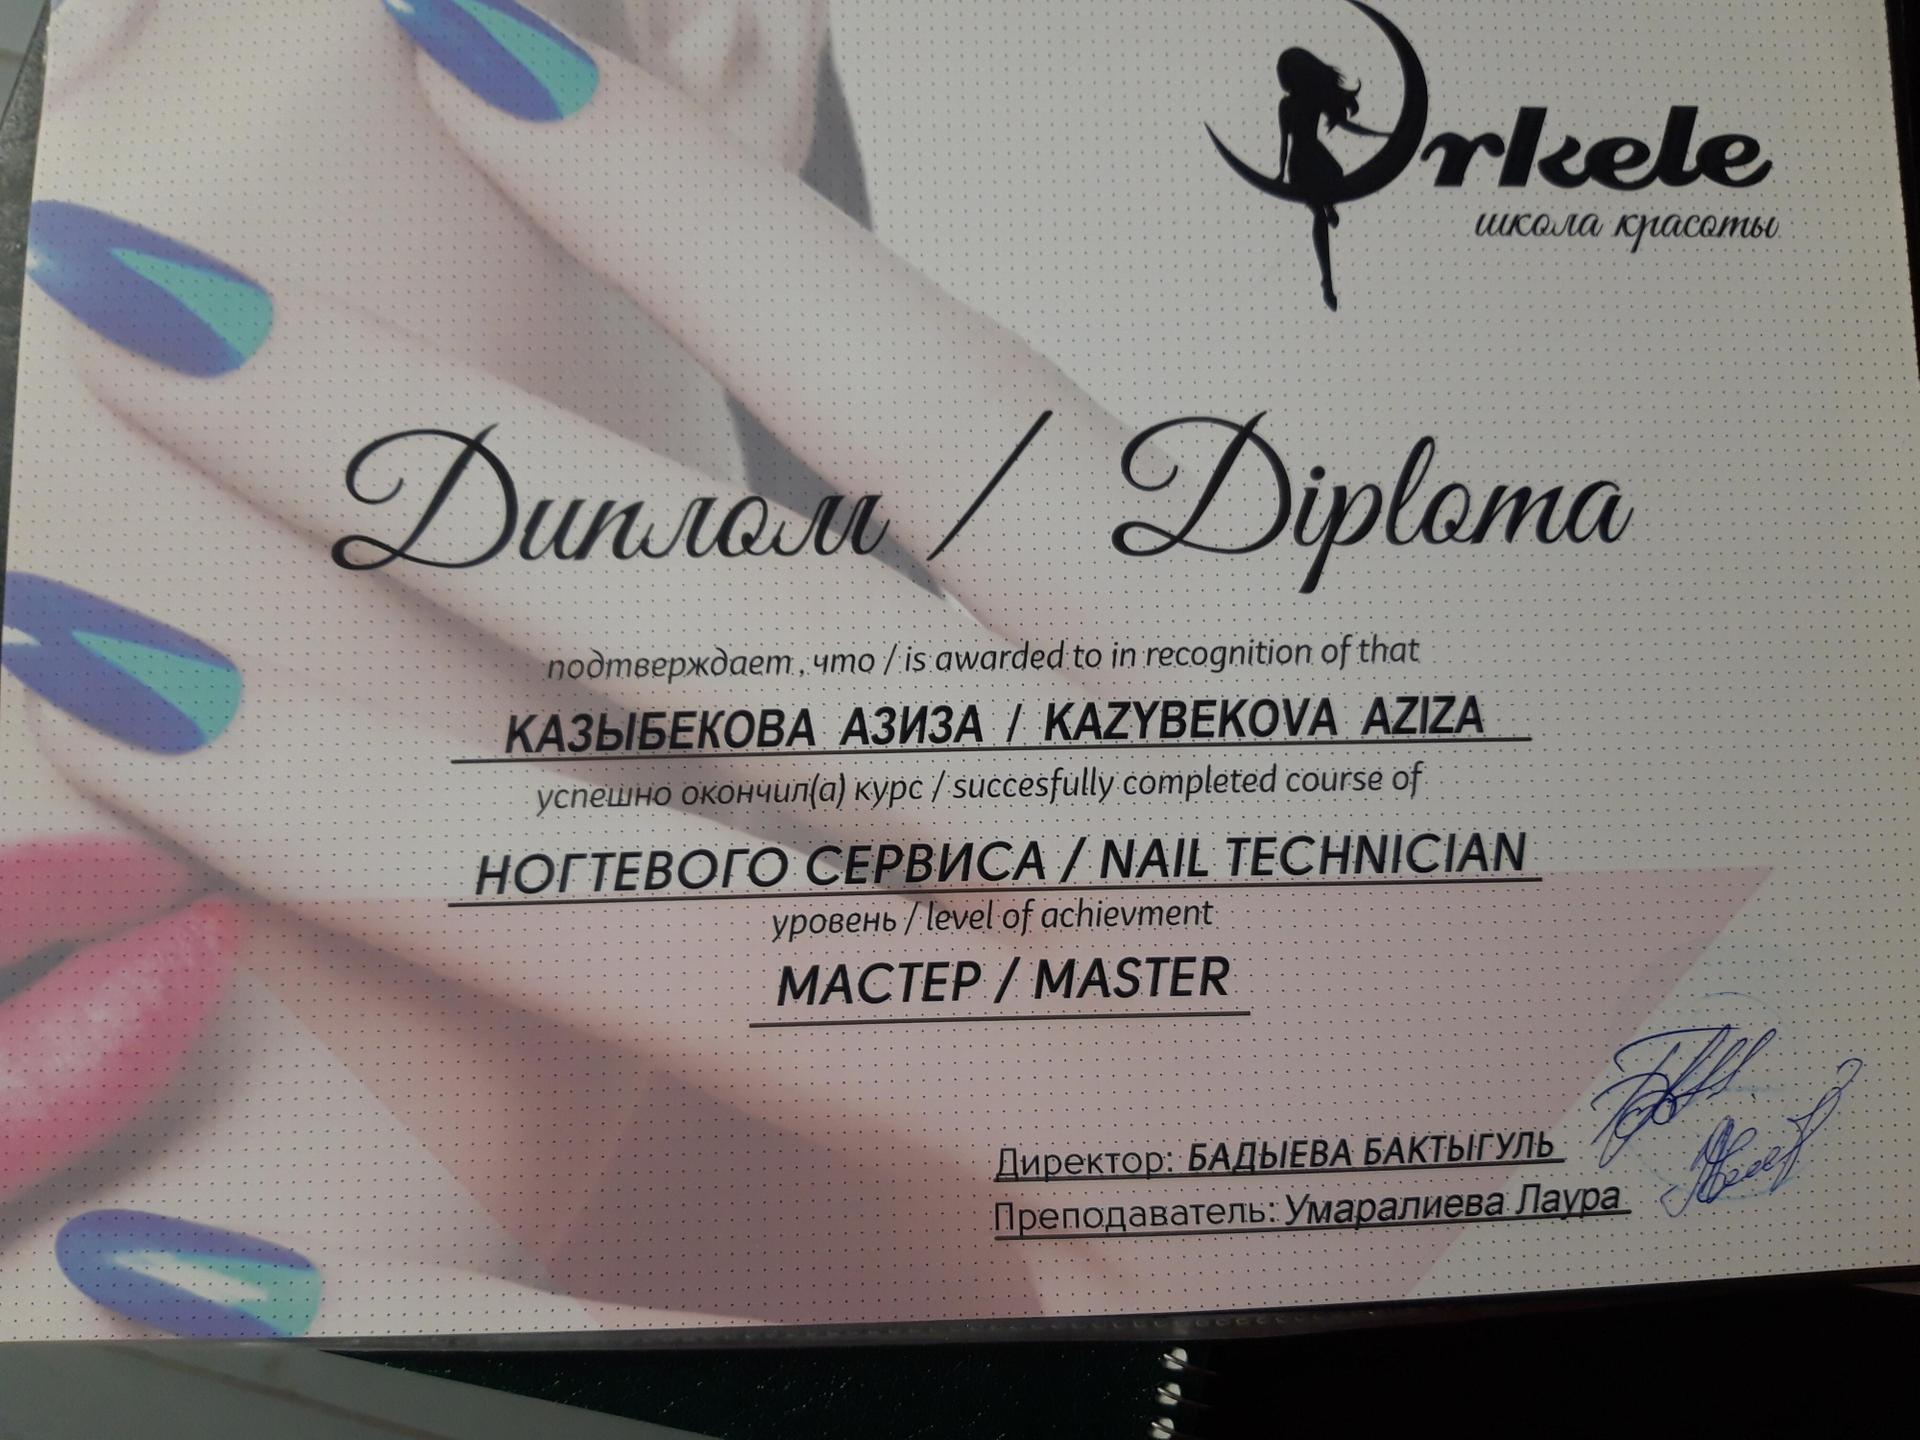 Orkele
школа красоты
Диплом / Diploma
подтверждает, что / is awarded to in recognition of that
КАЗЫБЕКОВА АЗИЗА / KAZYBEKOVA AZIZA
успешно окончил(а) курс / succesfully completed course of
НОГТЕВОГО СЕРВИСА / NAIL TECHNICIAN
уровень / level of achievment
МАСТЕР / MASTER
Директор: БАДЫЕВА БАКТЫГУЛЬ
Преподаватель: Умаралиева Лаура